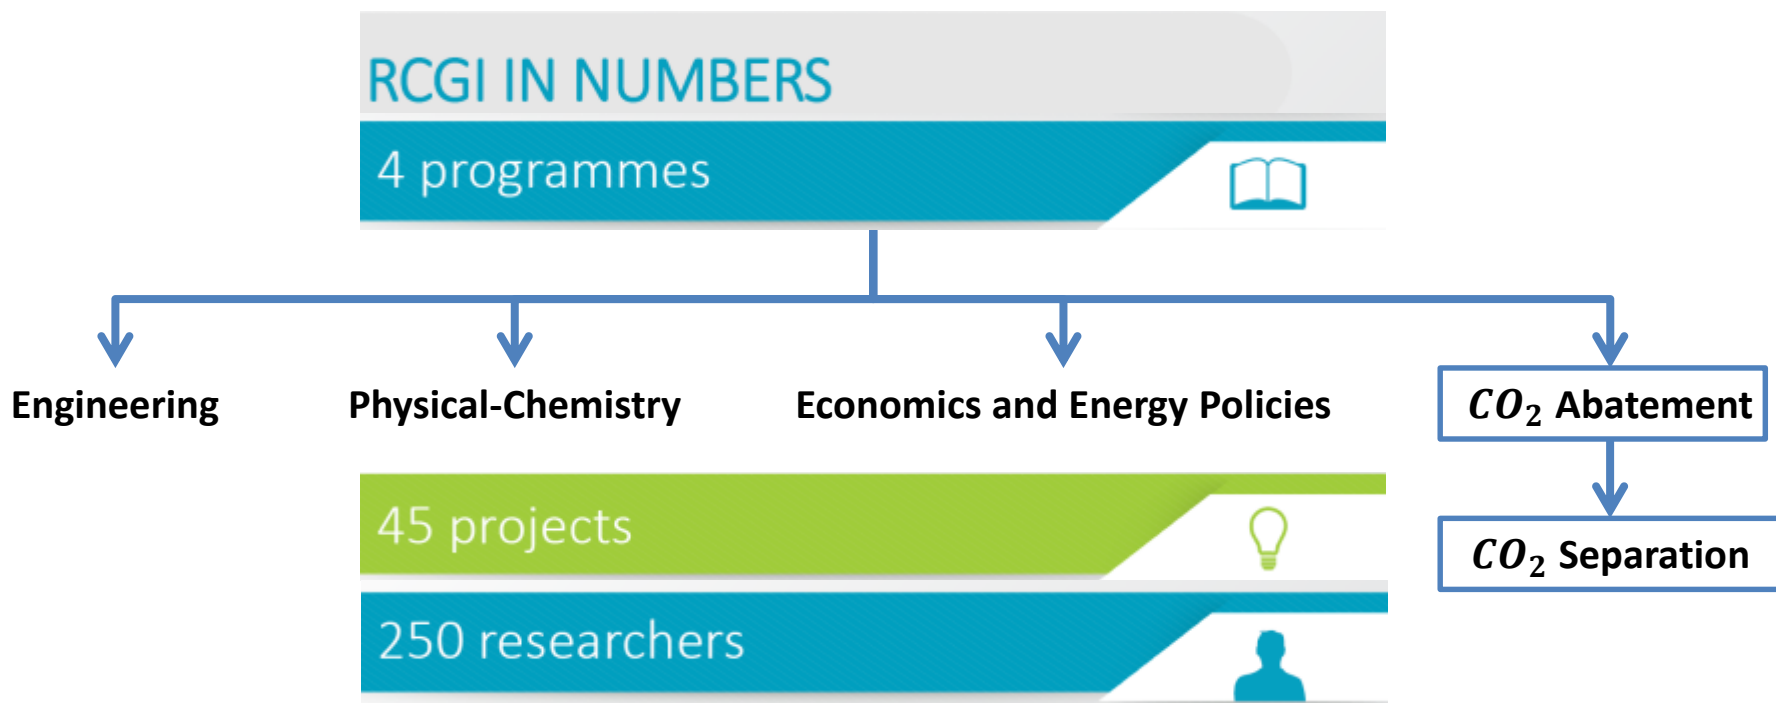 RCGI IN NUMBERS
4 programmes
Engineering
Physical-Chemistry
Economics and Energy Policies
CO₂ Abatement
45 projects
CO₂ Separation
250 researchers